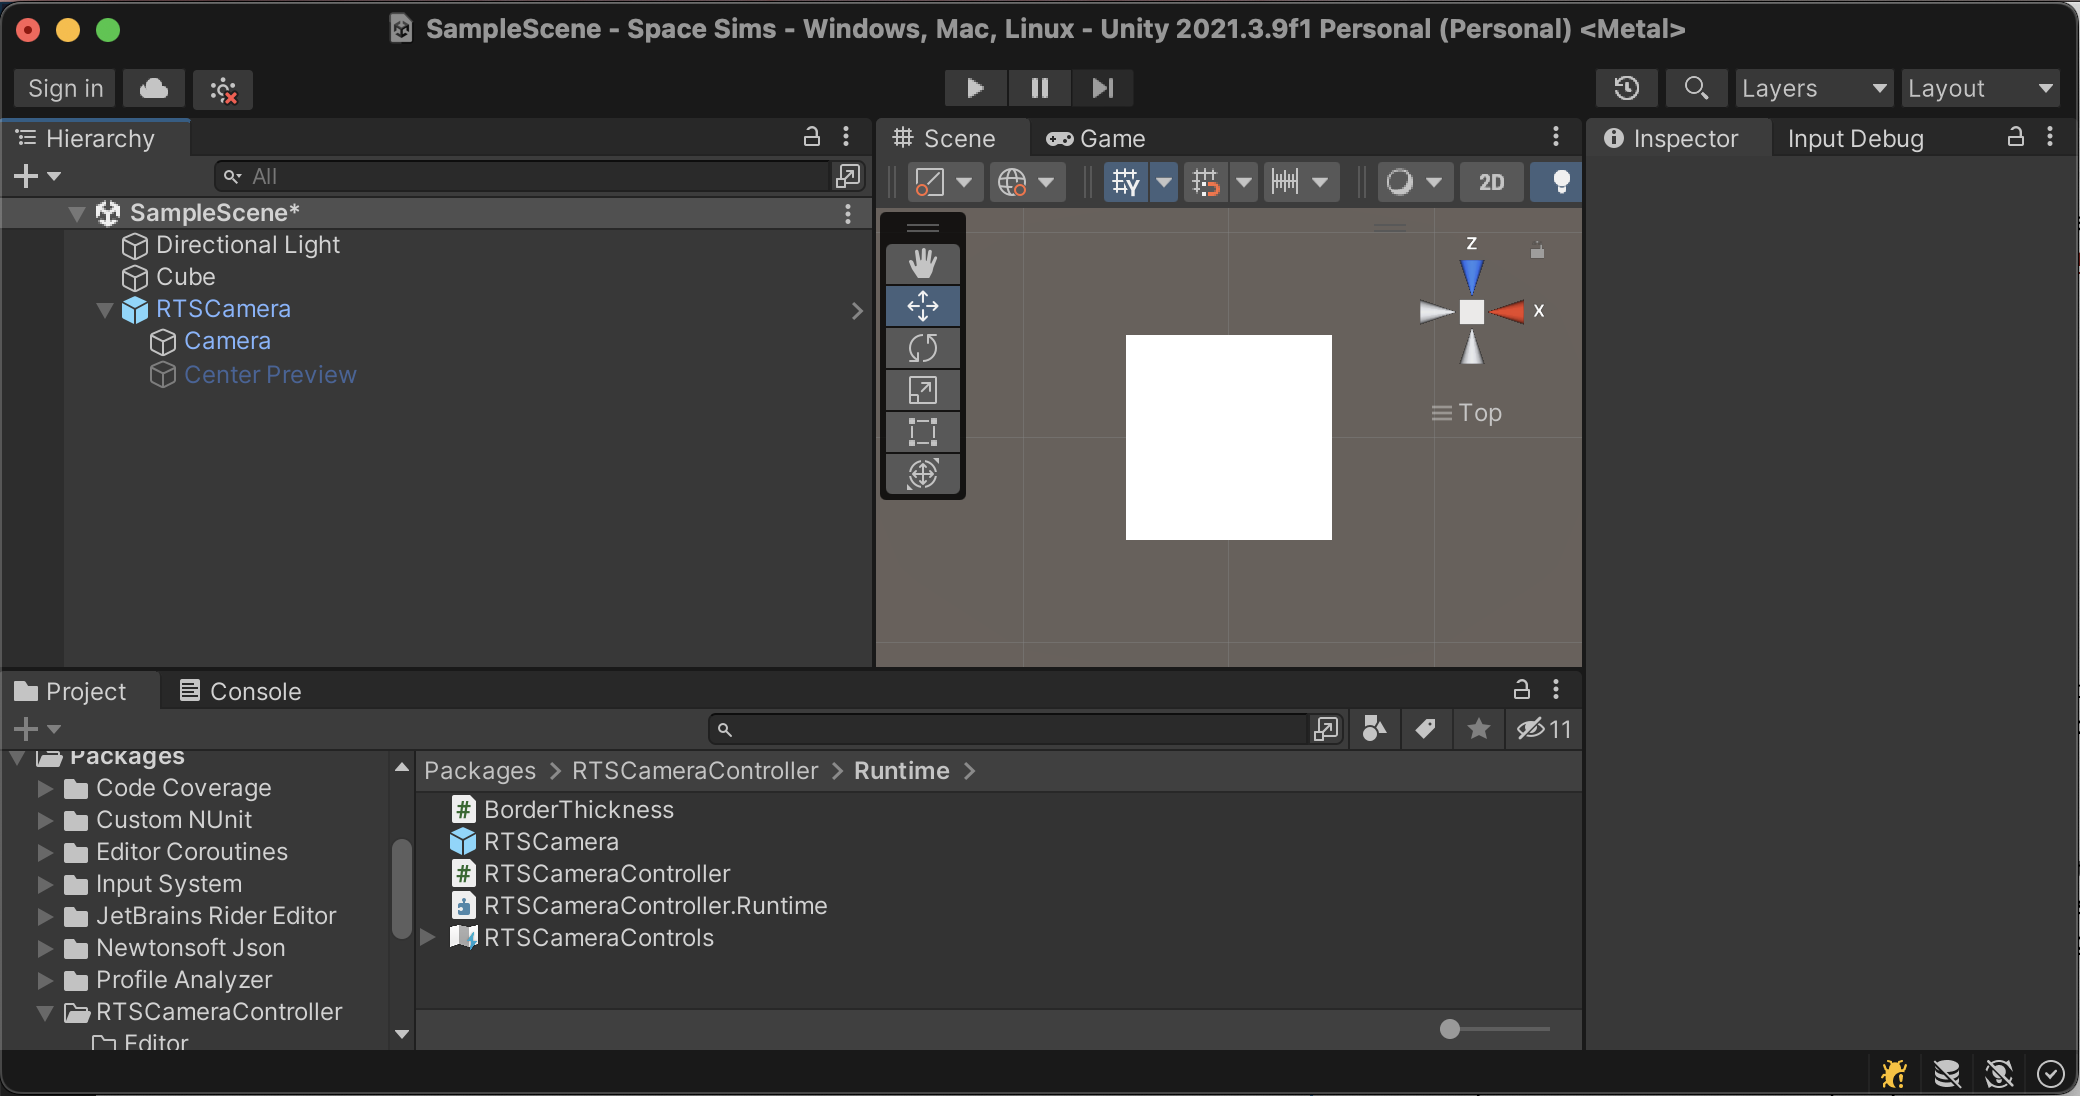 SampleScene - Space Sims - Windows, Mac, Linux - Unity 2021.3.9f1 Personal (Personal) <Metal>
Sign in
Layers
Layout
Hierarchy
All
SampleScene*
Directional Light
Cube
RTSCamera
Camera
Center Preview
Scene
Game
2D
z
x
Top
Inspector
Input Debug
Project
Console
11
Packages
Code Coverage
Custom NUnit
Editor Coroutines
Input System
JetBrains Rider Editor
Newtonsoft Json
Profile Analyzer
RTSCameraController
Editor
Packages > RTSCameraController > Runtime >
BorderThickness
RTSCamera
RTSCameraController
RTSCameraController.Runtime
RTSCameraControls